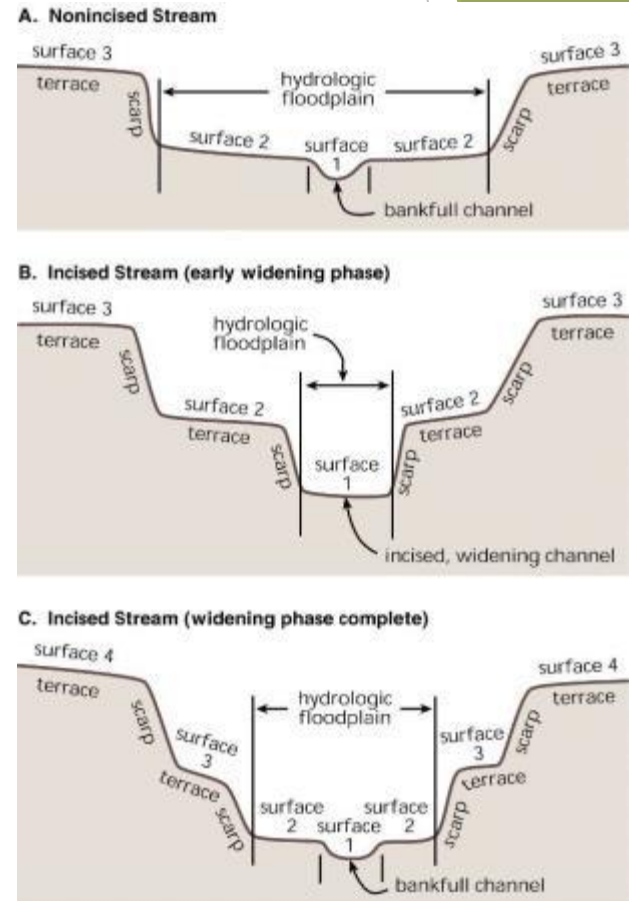 A. Nonincised Stream
surface 3
surface 3
terrace
terrace
hydrologic
floodplain
scarp
scarp
surface 2
surface
1
surface 2
bankfull channel
B. Incised Stream (early widening phase)
surface 3
surface 3
terrace
terrace
hydrologic
floodplain
scarp
scarp
surface 2
surface 2
terrace
terrace
scarp
scarp
surface
1
incised, widening channel
C. Incised Stream (widening phase complete)
surface 4
surface 4
terrace
terrace
hydrologic
floodplain
scarp
scarp
surface
3
surface
3
terrace
terrace
scarp
scarp
surface
2
surface
1
surface
2
bankfull channel